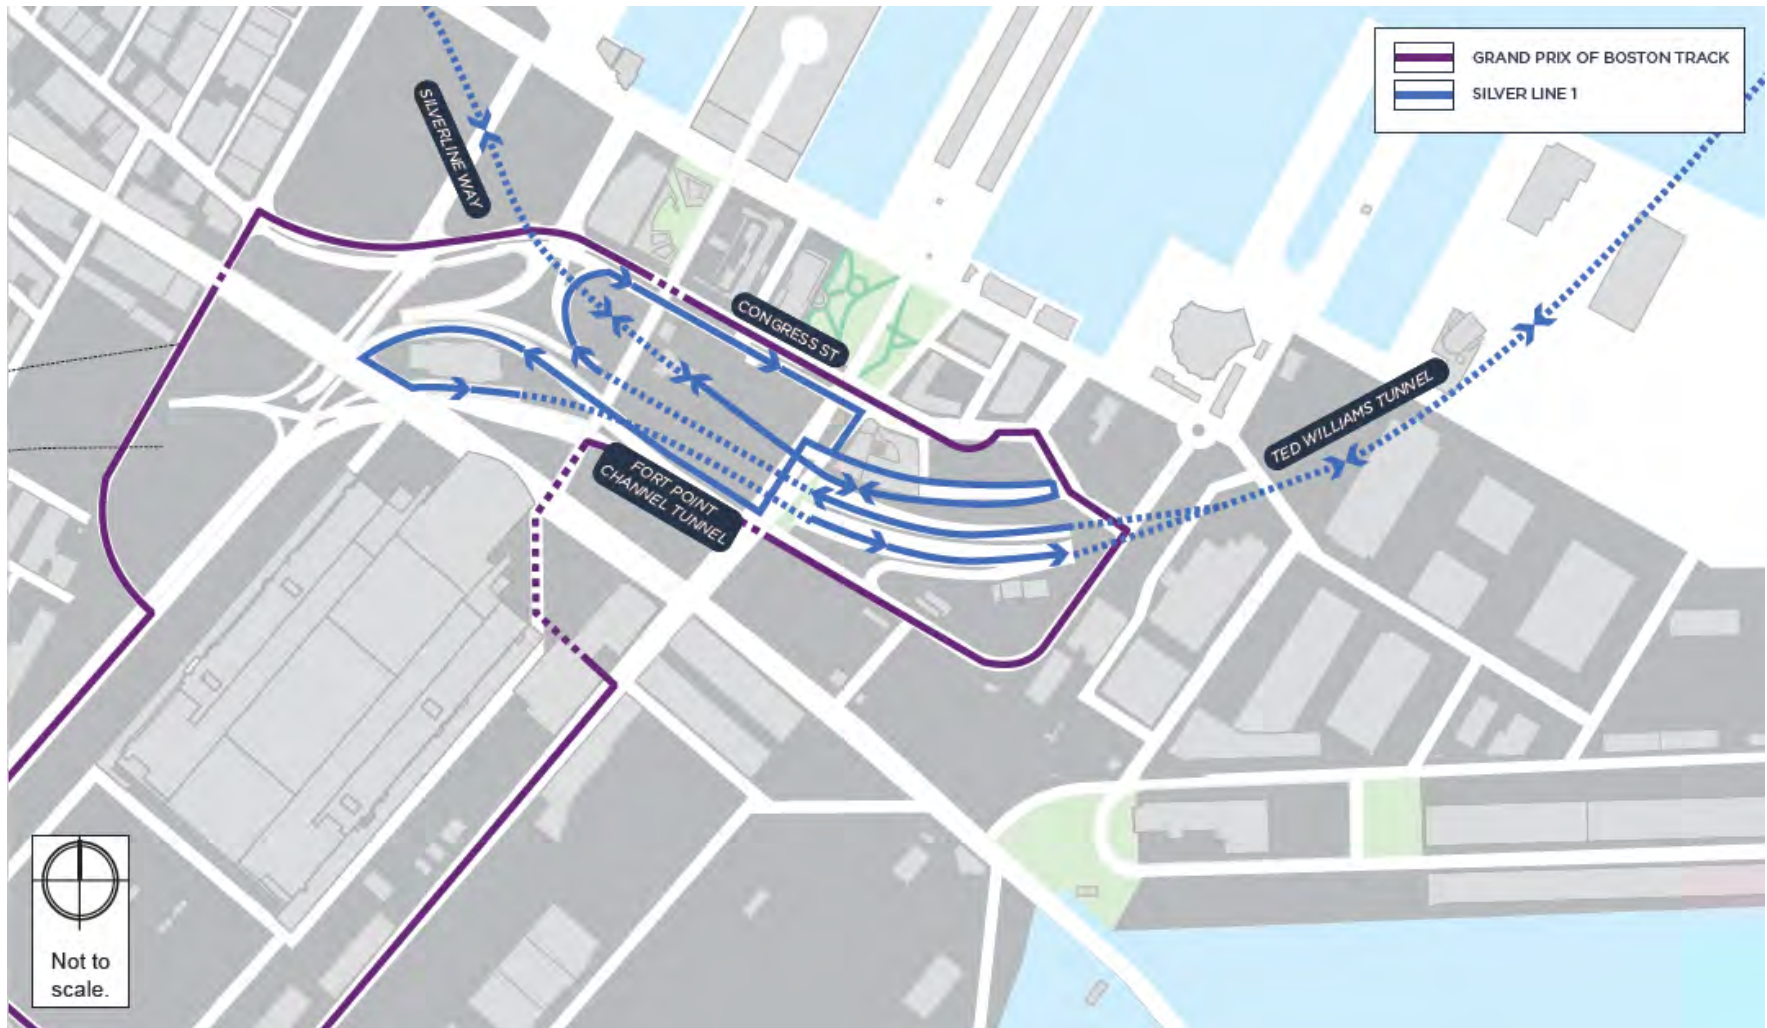 GRAND PRIX OF BOSTON TRACK
SILVER LINE 1
SILVERLINE WAY
CONGRESS ST
TED WILLIAMS TUNNEL
FORT POINT
CHANNEL TUNNEL
Not to
scale.